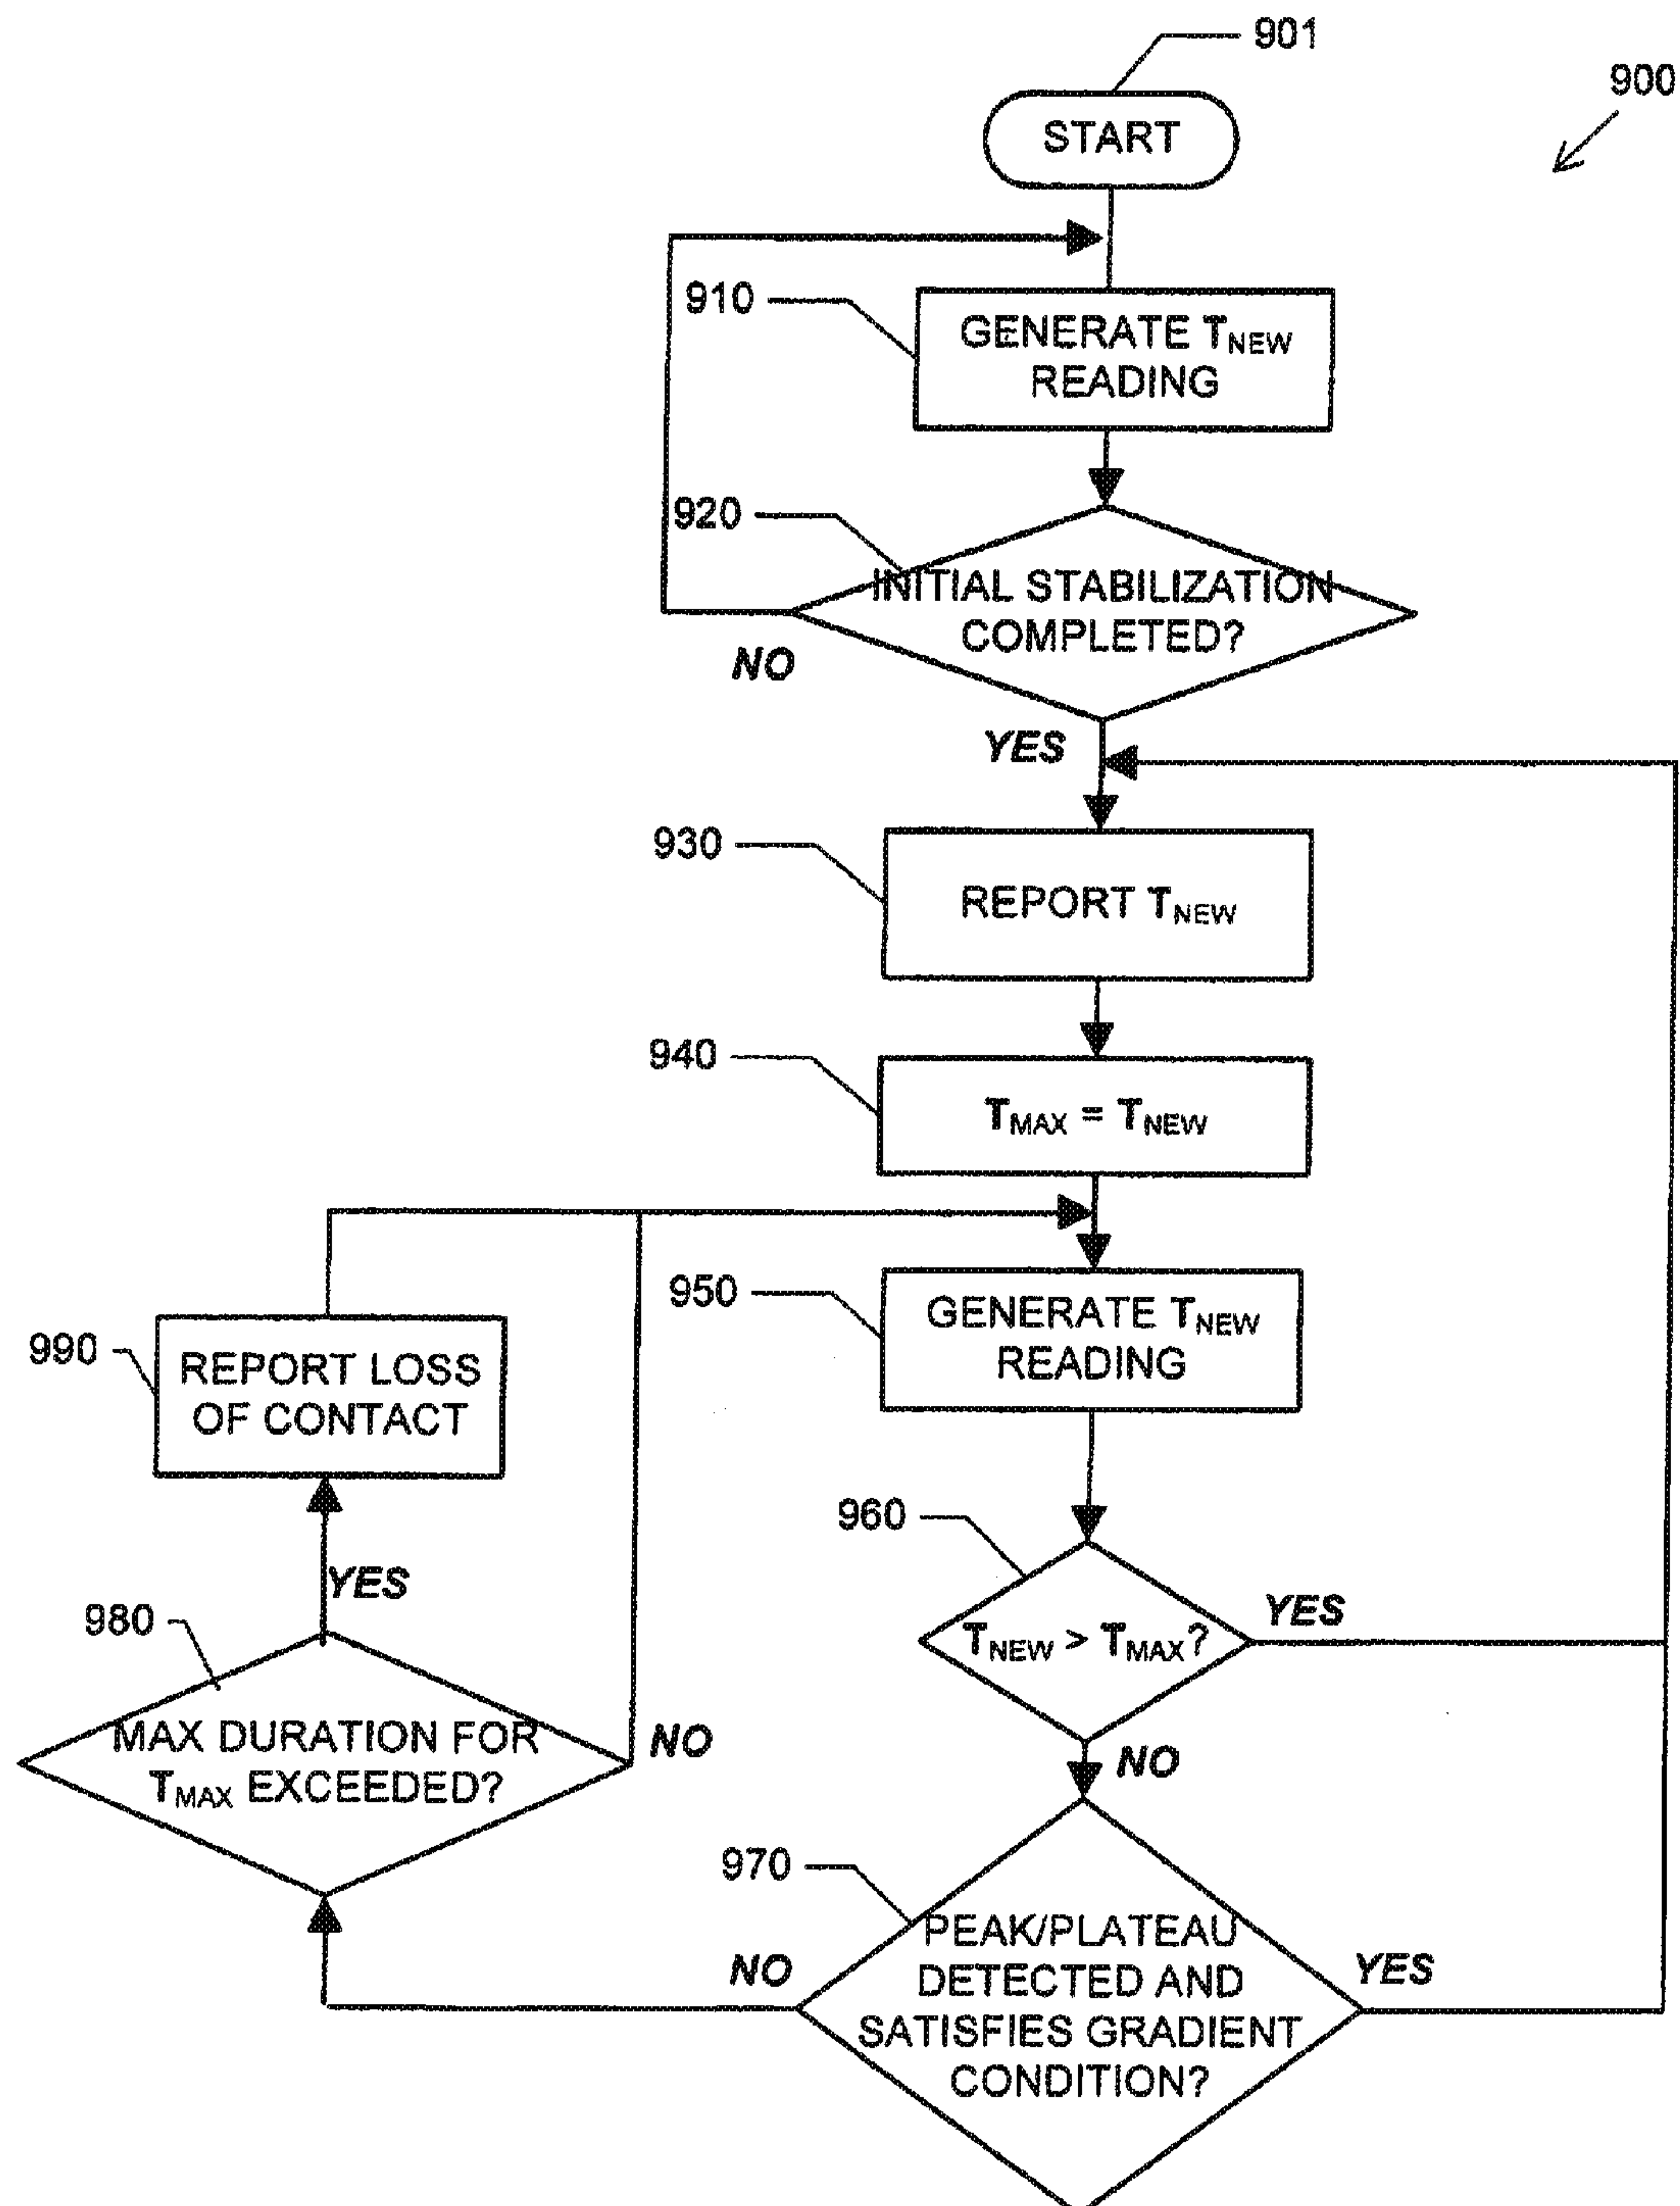 901
900
START
910
GENERATE TNEW
READING
920
INITIAL STABILIZATION
COMPLETED?
NO
YES
930
REPORT TNEW
940
TMAX = TNEW
950
GENERATE TNEW
READING
990
REPORT LOSS
OF CONTACT
960
TNEW > TMAX?
YES
NO
YES
980
MAX DURATION FOR
TMAX EXCEEDED?
NO
970
PEAK/PLATEAU
DETECTED AND
SATISFIES GRADIENT
CONDITION?
NO
YES